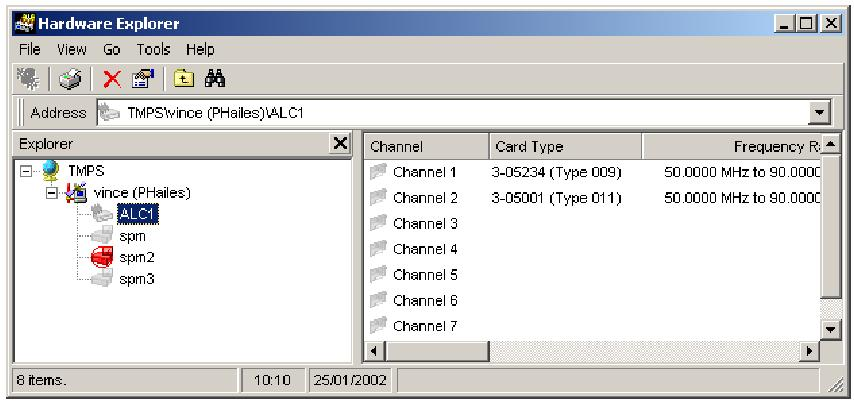 Hardware Explorer
File View Go Tools Help
Address TMPS\vince (PHailes)\ALC1
Explorer
TMPS
vince (PHailes)
ALC1
spm
spm2
spm3
Channel Card Type Frequency R
Channel 1 3-05234 (Type 009) 50.0000 MHz to 90.0000
Channel 2 3-05001 (Type 011) 50.0000 MHz to 90.0000
Channel 3
Channel 4
Channel 5
Channel 6
Channel 7
8 items. 10:10 25/01/2002